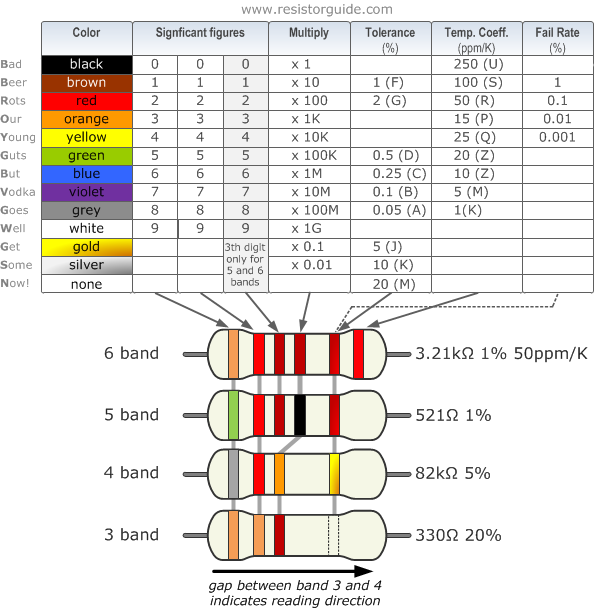 www.resistorguide.com
Color Signficant figures Multiply Tolerance (%) Temp. Coeff. (ppm/K) Fail Rate (%)
Bad black 0 0 0 x 1 250 (U)
Beer brown 1 1 1 x 10 1 (F) 100 (S) 1
Rots red 2 2 2 x 100 2 (G) 50 (R) 0.1
Our orange 3 3 3 x 1K 15 (P) 0.01
Young yellow 4 4 4 x 10K 25 (Q) 0.001
Guts green 5 5 5 x 100K 0.5 (D) 20 (Z)
But blue 6 6 6 x 1M 0.25 (C) 10 (Z)
Vodka violet 7 7 7 x 10M 0.1 (B) 5 (M)
Goes grey 8 8 8 x 100M 0.05 (A) 1(K)
Well white 9 9 9 x 1G
Get gold x 0.1 5 (J)
Some silver x 0.01 10 (K)
Now! none 20 (M)
3th digit
only for
5 and 6
bands
6 band 3.21kΩ 1% 50ppm/K
5 band 521Ω 1%
4 band 82kΩ 5%
3 band 330Ω 20%
gap between band 3 and 4
indicates reading direction